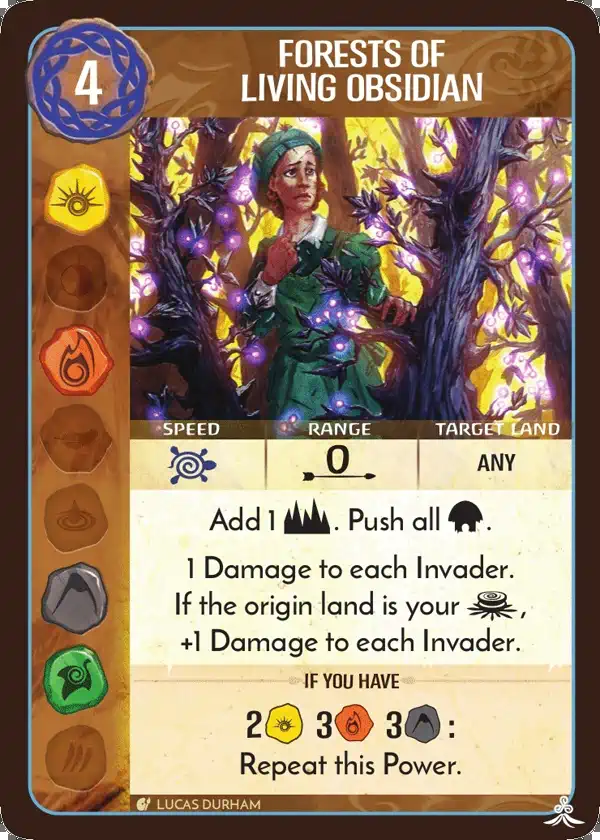 4
FORESTS OF
LIVING OBSIDIAN
SPEED RANGE TARGET LAND
0 ANY
Add 1 . Push all .
1 Damage to each Invader.
If the origin land is your ,
+1 Damage to each Invader.
IF YOU HAVE
2 3 3 :
Repeat this Power.
LUCAS DURHAM